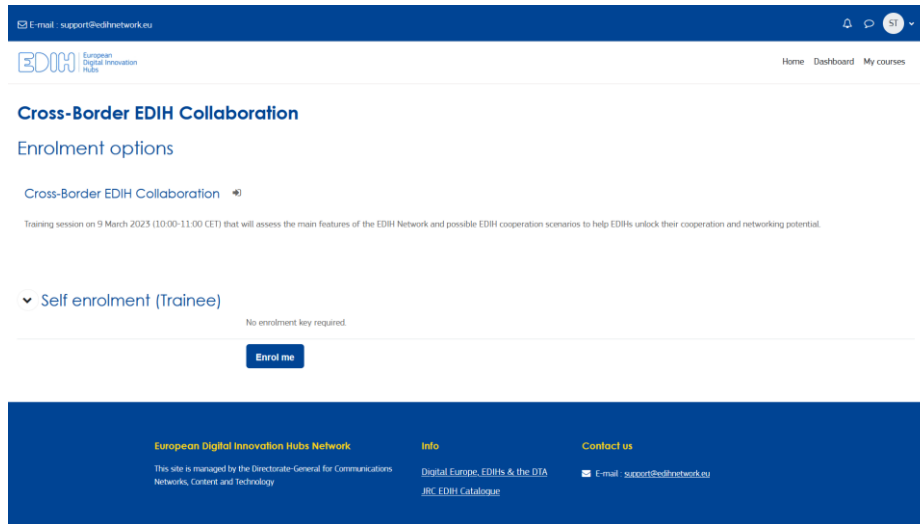 E-mail : support@edihnetwork.eu
ST
EDIH
European
Digital Innovation
Hubs
Home Dashboard My courses
Cross-Border EDIH Collaboration
Enrolment options
Cross-Border EDIH Collaboration
Training session on 9 March 2023 (10:00-11:00 CET) that will assess the main features of the EDIH Network and possible EDIH cooperation scenarios to help EDIHs unlock their cooperation and networking potential.
Self enrolment (Trainee)
No enrolment key required.
Enrol me
European Digital Innovation Hubs Network
This site is managed by the Directorate-General for Communications
Networks, Content and Technology
Info
Digital Europe, EDIHs & the DTA
JRC EDIH Catalogue
Contact us
E-mail : support@edihnetwork.eu